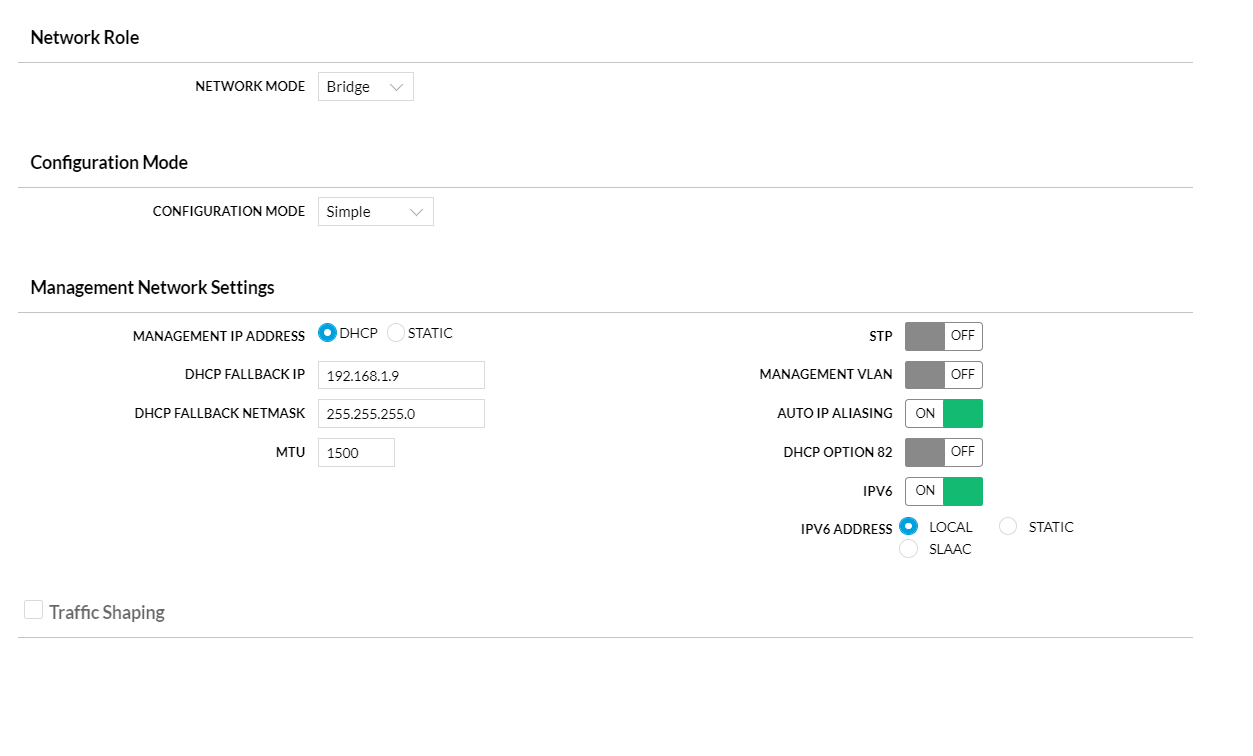 Network Role
NETWORK MODE Bridge
Configuration Mode
CONFIGURATION MODE Simple
Management Network Settings
MANAGEMENT IP ADDRESS DHCP STATIC
DHCP FALLBACK IP 192.168.1.9
DHCP FALLBACK NETMASK 255.255.255.0
MTU 1500
STP OFF
MANAGEMENT VLAN OFF
AUTO IP ALIASING ON
DHCP OPTION 82 OFF
IPV6 ON
IPV6 ADDRESS LOCAL STATIC
SLAAC
Traffic Shaping